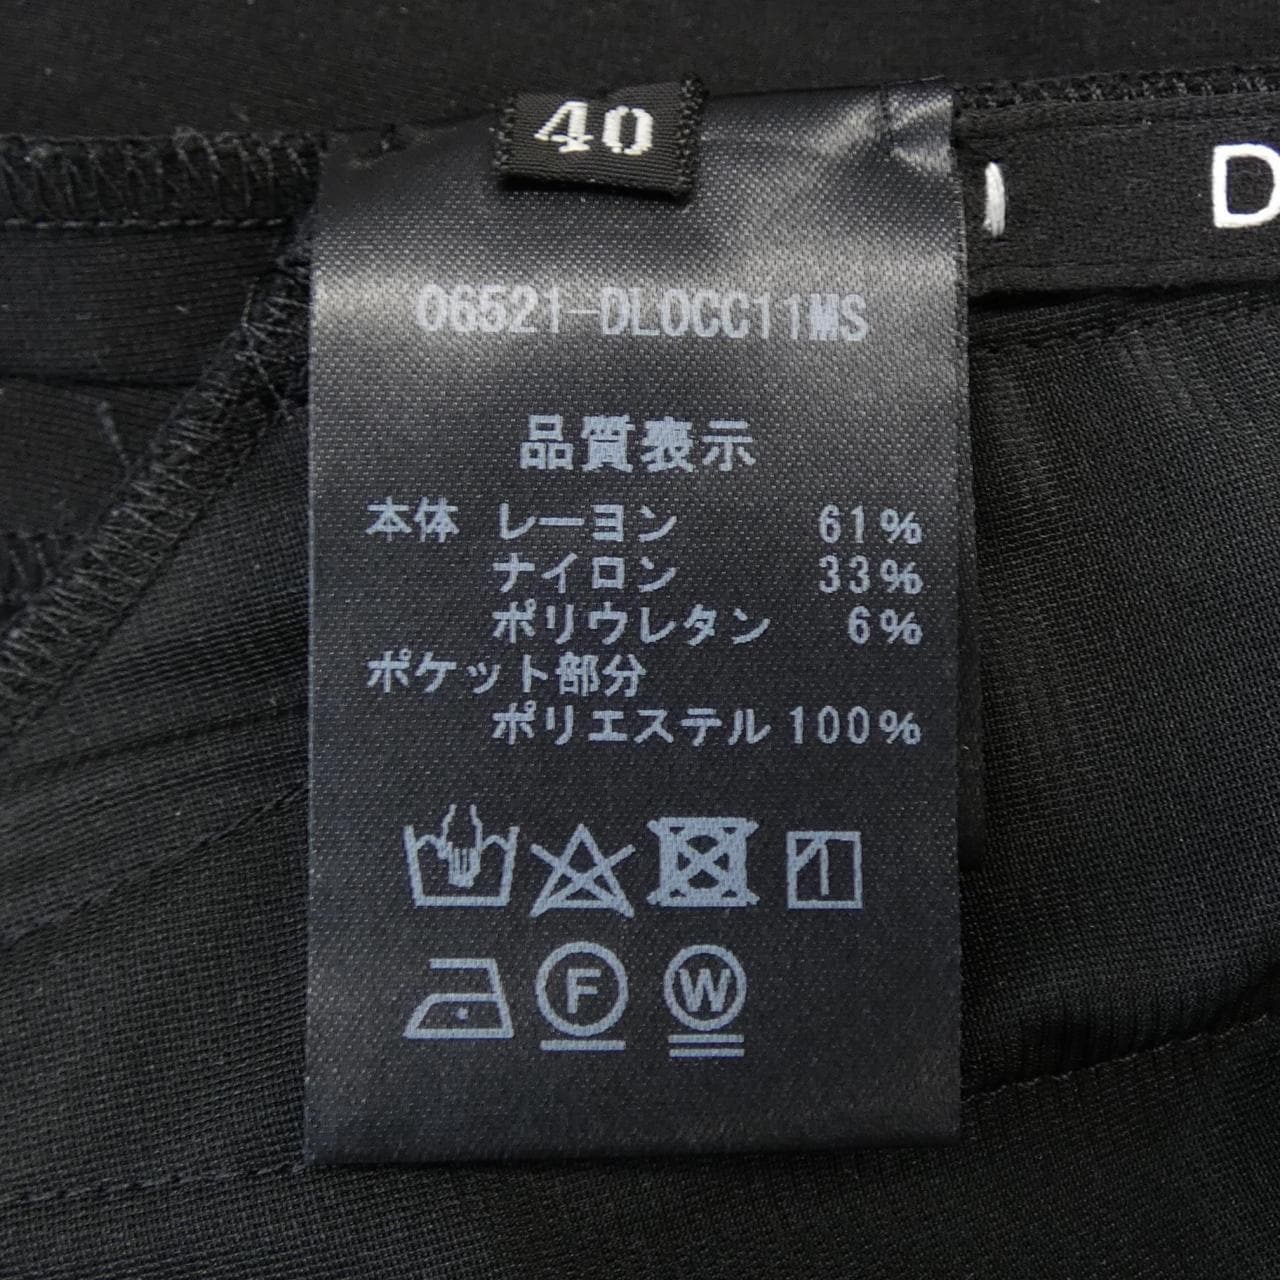 40
D
06521-DLOCC11MS
品質表示
本体 レーヨン 61%
ナイロン 33%
ポリウレタン 6%
ポケット部分
ポリエステル 100%
F W